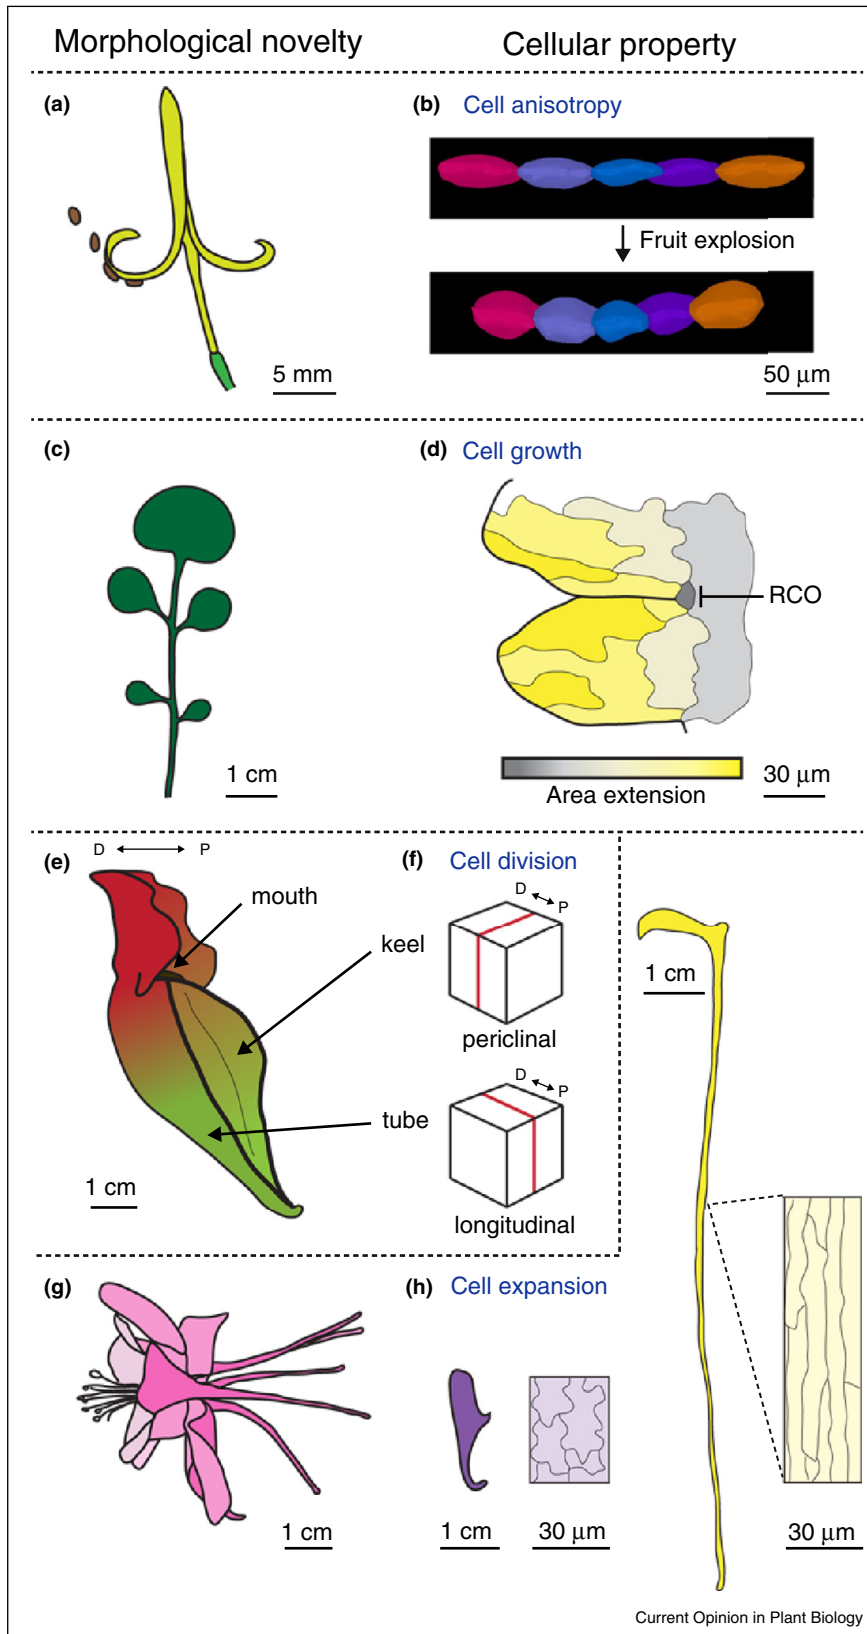 Morphological novelty
Cellular property
(a)
(b) Cell anisotropy
Fruit explosion
5 mm
50 μm
(c)
(d) Cell growth
RCO
1 cm
Area extension
30 μm
(e)
D P
mouth
keel
tube
1 cm
(f) Cell division
D
P
periclinal
D
P
longitudinal
1 cm
(g)
1 cm
(h) Cell expansion
1 cm
30 μm
30 μm
Current Opinion in Plant Biology